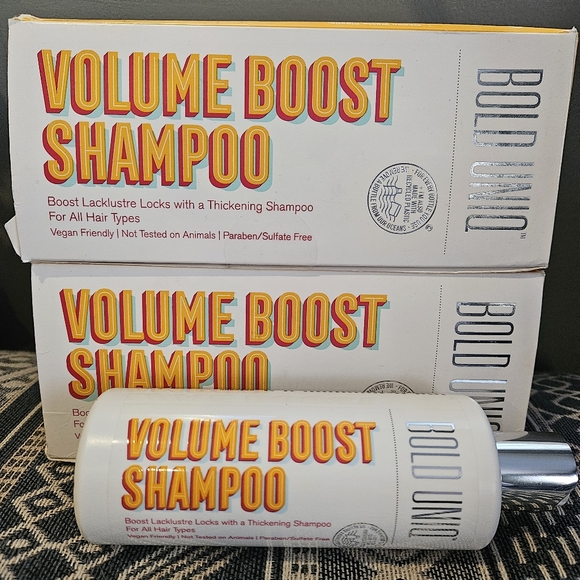 VOLUME BOOST
SHAMPOO
Boost Lacklustre Locks with a Thickening Shampoo
For All Hair Types
Vegan Friendly | Not Tested on Animals | Paraben/Sulfate Free
BOLD UNIQ
VOLUME BOOST
SHAMPOO
BOLD UNIQ
VOLUME BOOST
SHAMPOO
Boost Lacklustre Locks with a Thickening Shampoo
For All Hair Types
Vegan Friendly | Not Tested on Animals | Paraben/Sulfate Free
BOLD UNIQ